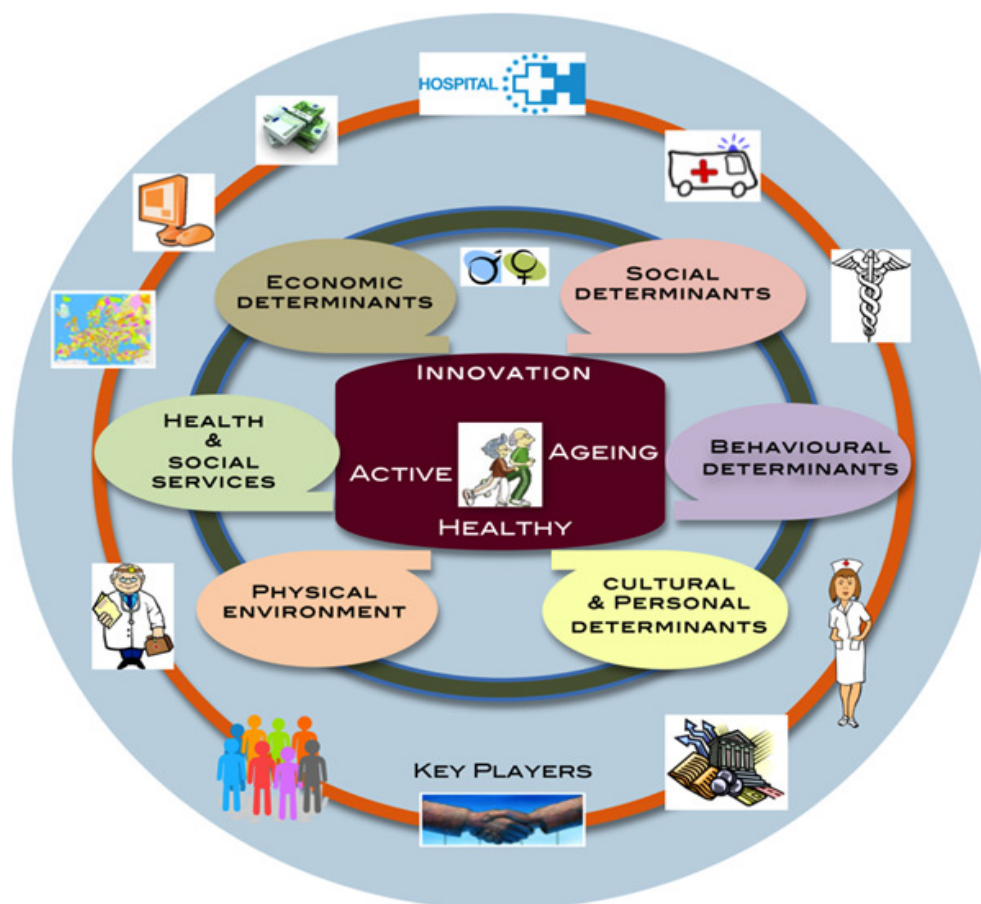 HOSPITAL
ECONOMIC
DETERMINANTS
SOCIAL
DETERMINANTS
INNOVATION
ACTIVE
AGEING
HEALTHY
HEALTH
&
SOCIAL
SERVICES
BEHAVIOURAL
DETERMINANTS
PHYSICAL
ENVIRONMENT
CULTURAL
& PERSONAL
DETERMINANTS
KEY PLAYERS